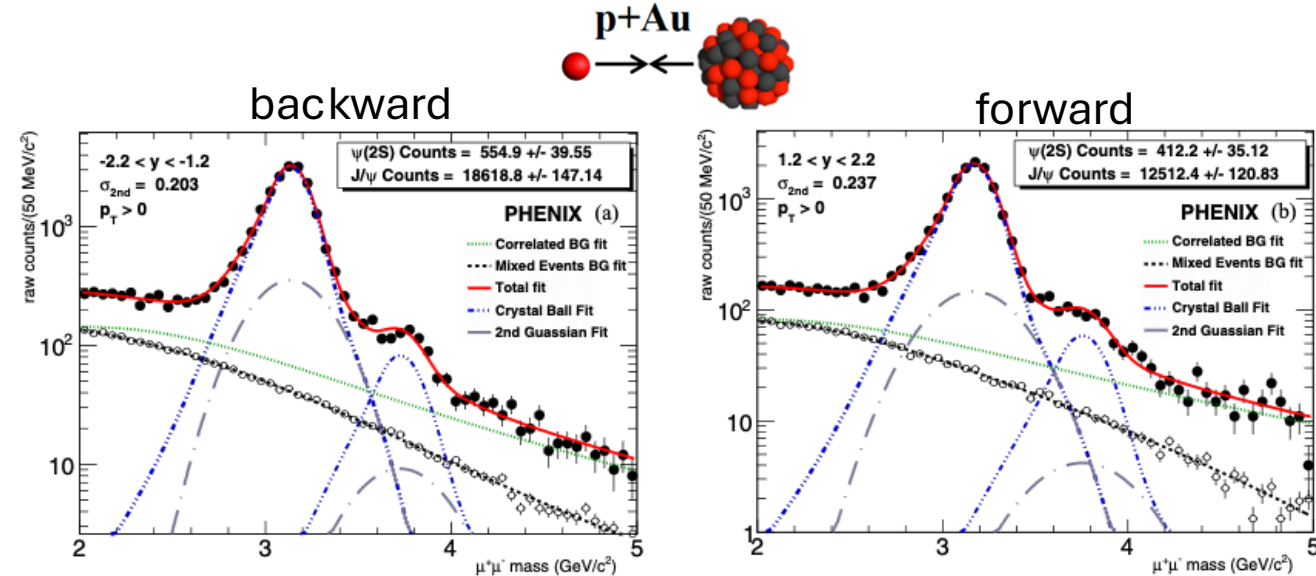 p+Au
backward
forward
raw counts/(50 MeV/c²)
10³
10²
10
-2.2 < y < -1.2
σ2nd = 0.203
pT > 0
ψ(2S) Counts = 554.9 +/- 39.55
J/ψ Counts = 18618.8 +/- 147.14
PHENIX (a)
Correlated BG fit
Mixed Events BG fit
Total fit
Crystal Ball Fit
2nd Guassian Fit
2 3 4 5
μ⁺μ⁻ mass (GeV/c²)
raw counts/(50 MeV/c²)
10³
10²
10
1
1.2 < y < 2.2
σ2nd = 0.237
pT > 0
ψ(2S) Counts = 412.2 +/- 35.12
J/ψ Counts = 12512.4 +/- 120.83
PHENIX (b)
Correlated BG fit
Mixed Events BG fit
Total fit
Crystal Ball Fit
2nd Guassian Fit
2 3 4 5
μ⁺μ⁻ mass (GeV/c²)